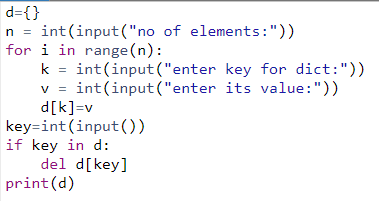 d={}
n = int(input("no of elements:"))
for i in range(n):
    k = int(input("enter key for dict:"))
    v = int(input("enter its value:"))
    d[k]=v
key=int(input())
if key in d:
    del d[key]
print(d)